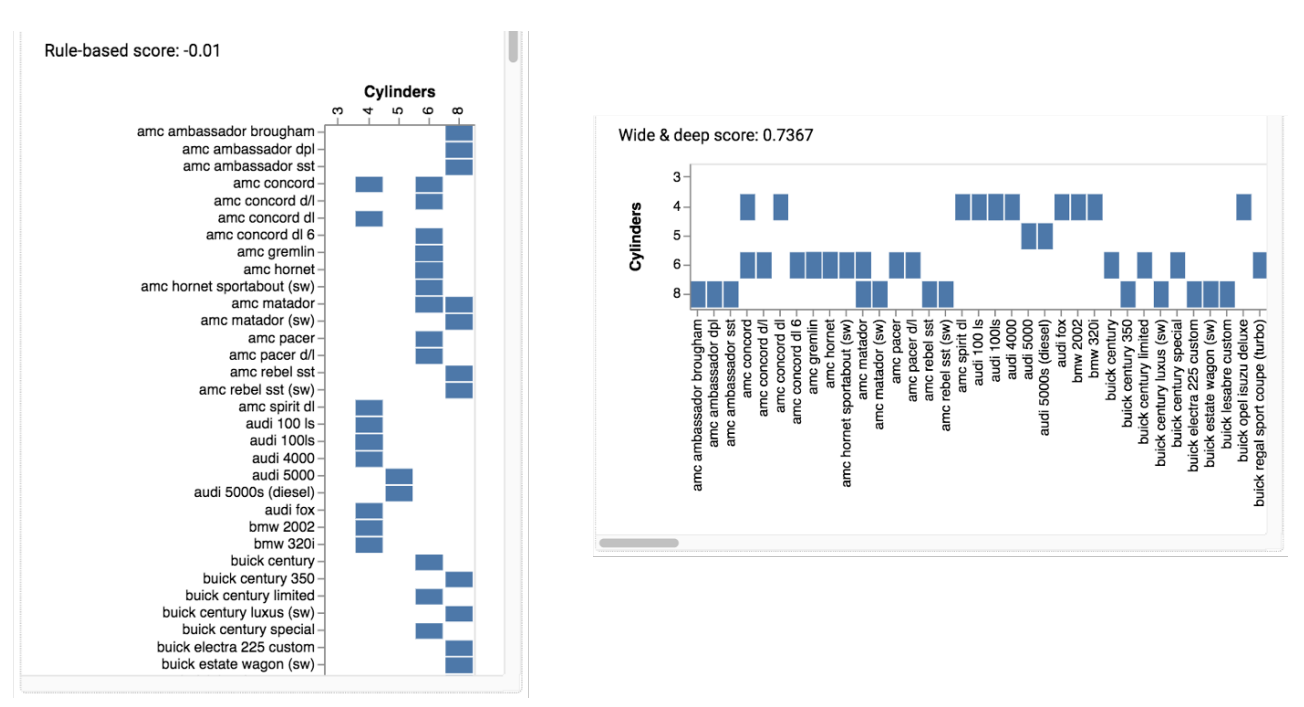 Rule-based score: -0.01
Cylinders
3 4 5 6 8
amc ambassador brougham
amc ambassador dpl
amc ambassador sst
amc concord
amc concord d/l
amc concord dl
amc concord dl 6
amc gremlin
amc hornet
amc hornet sportabout (sw)
amc matador
amc matador (sw)
amc pacer
amc pacer d/l
amc rebel sst
amc rebel sst (sw)
amc spirit dl
audi 100 ls
audi 100ls
audi 4000
audi 5000
audi 5000s (diesel)
audi fox
bmw 2002
bmw 320i
buick century
buick century 350
buick century limited
buick century luxus (sw)
buick century special
buick electra 225 custom
buick estate wagon (sw)
Wide & deep score: 0.7367
Cylinders
3
4
5
6
8
amc ambassador brougham
amc ambassador dpl
amc ambassador sst
amc concord
amc concord d/l
amc concord dl
amc concord dl 6
amc gremlin
amc hornet
amc hornet sportabout (sw)
amc matador
amc matador (sw)
amc pacer
amc pacer d/l
amc rebel sst
amc rebel sst (sw)
amc spirit dl
audi 100 ls
audi 100ls
audi 4000
audi 5000
audi 5000s (diesel)
audi fox
bmw 2002
bmw 320i
buick century
buick century 350
buick century limited
buick century luxus (sw)
buick century special
buick electra 225 custom
buick estate wagon (sw)
buick lesabre custom
buick opel isuzu deluxe
buick regal sport coupe (turbo)